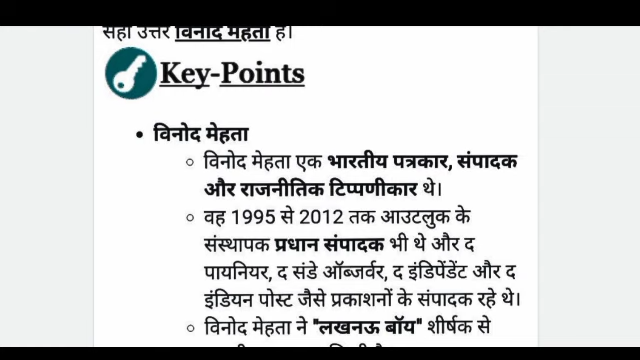 सही उत्तर विनोद मेहता है।
Key-Points
विनोद मेहता
विनोद मेहता एक भारतीय पत्रकार, संपादक
और राजनीतिक टिप्पणीकार थे।
वह 1995 से 2012 तक आउटलुक के
संस्थापक प्रधान संपादक भी थे और द
पायनियर, द संडे ऑब्जर्वर, द इंडिपेंडेंट और द
इंडियन पोस्ट जैसे प्रकाशनों के संपादक रहे थे।
विनोद मेहता ने "लखनऊ बॉय" शीर्षक से